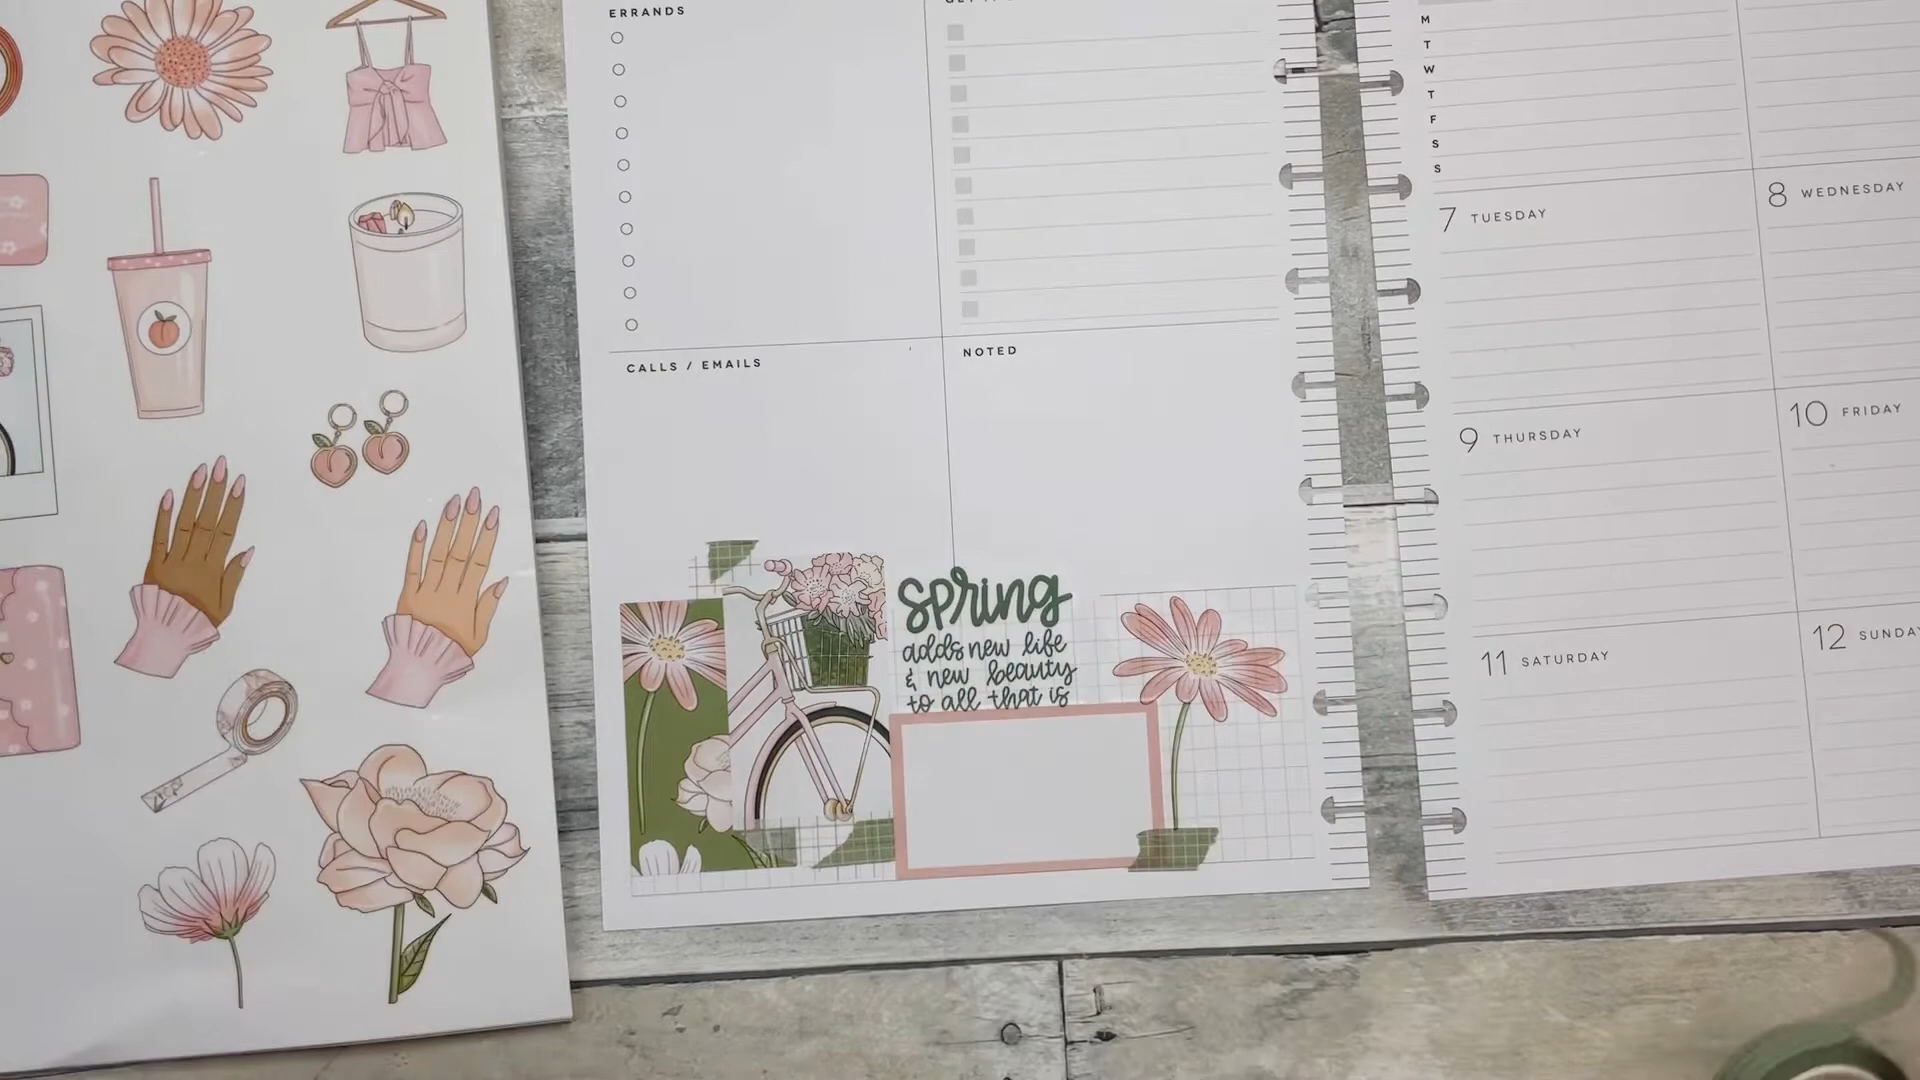 ERRANDS
CALLS / EMAILS
NOTED
spring
adds new life
& new beauty
to all that is
M
T
W
T
F
S
S
7 TUESDAY
8 WEDNESDAY
9 THURSDAY
10 FRIDAY
11 SATURDAY
12